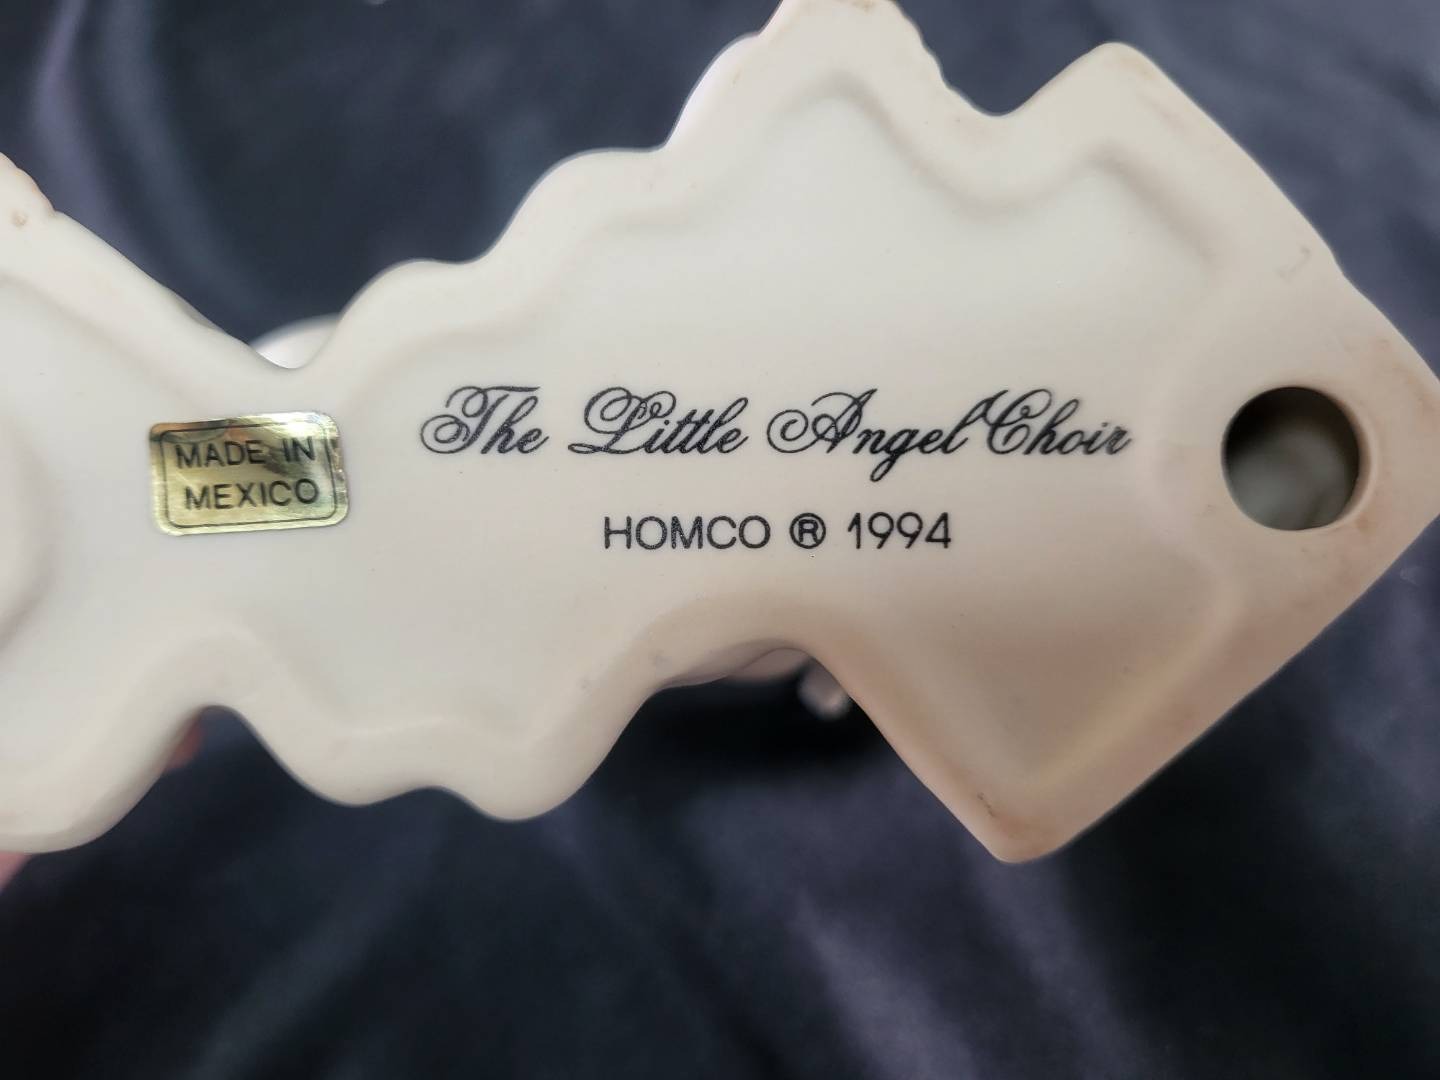 The Little Angel Choir
HOMCO ® 1994
MADE IN
MEXICO